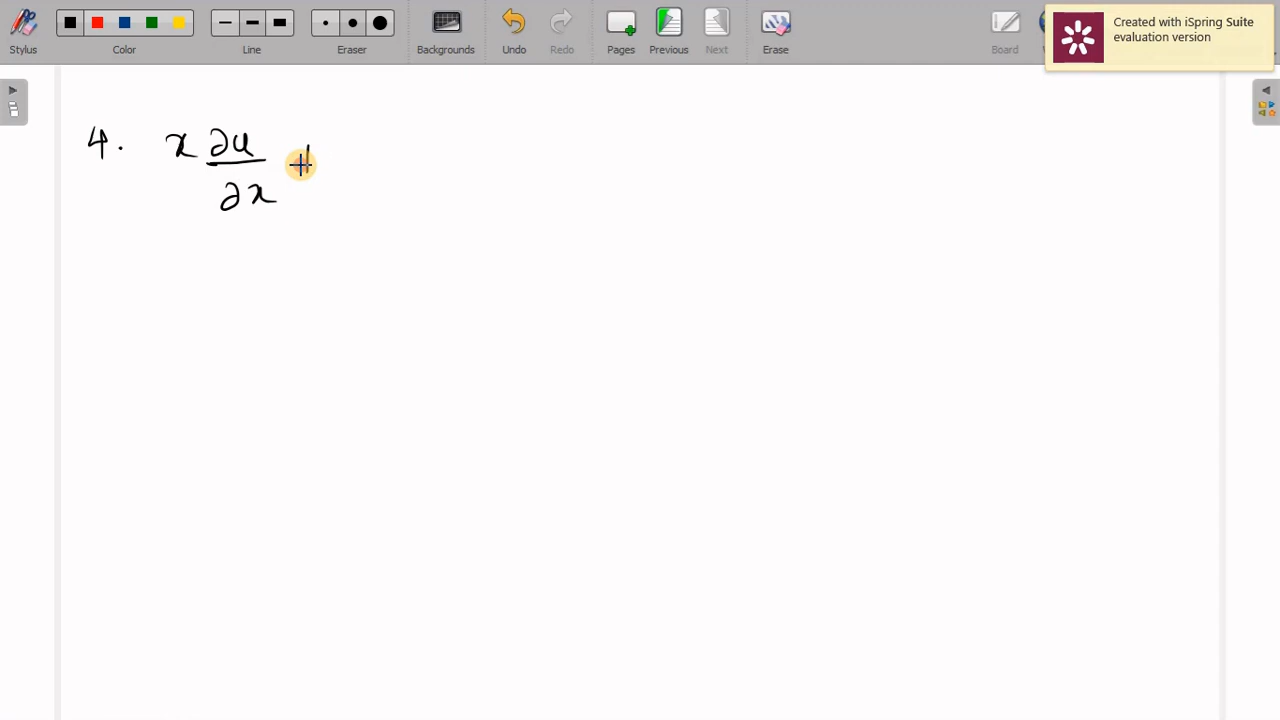 Stylus Color Line Eraser Backgrounds Undo Redo Pages Previous Next Erase Board
Created with iSpring Suite
evaluation version
4. x ∂u/∂x +